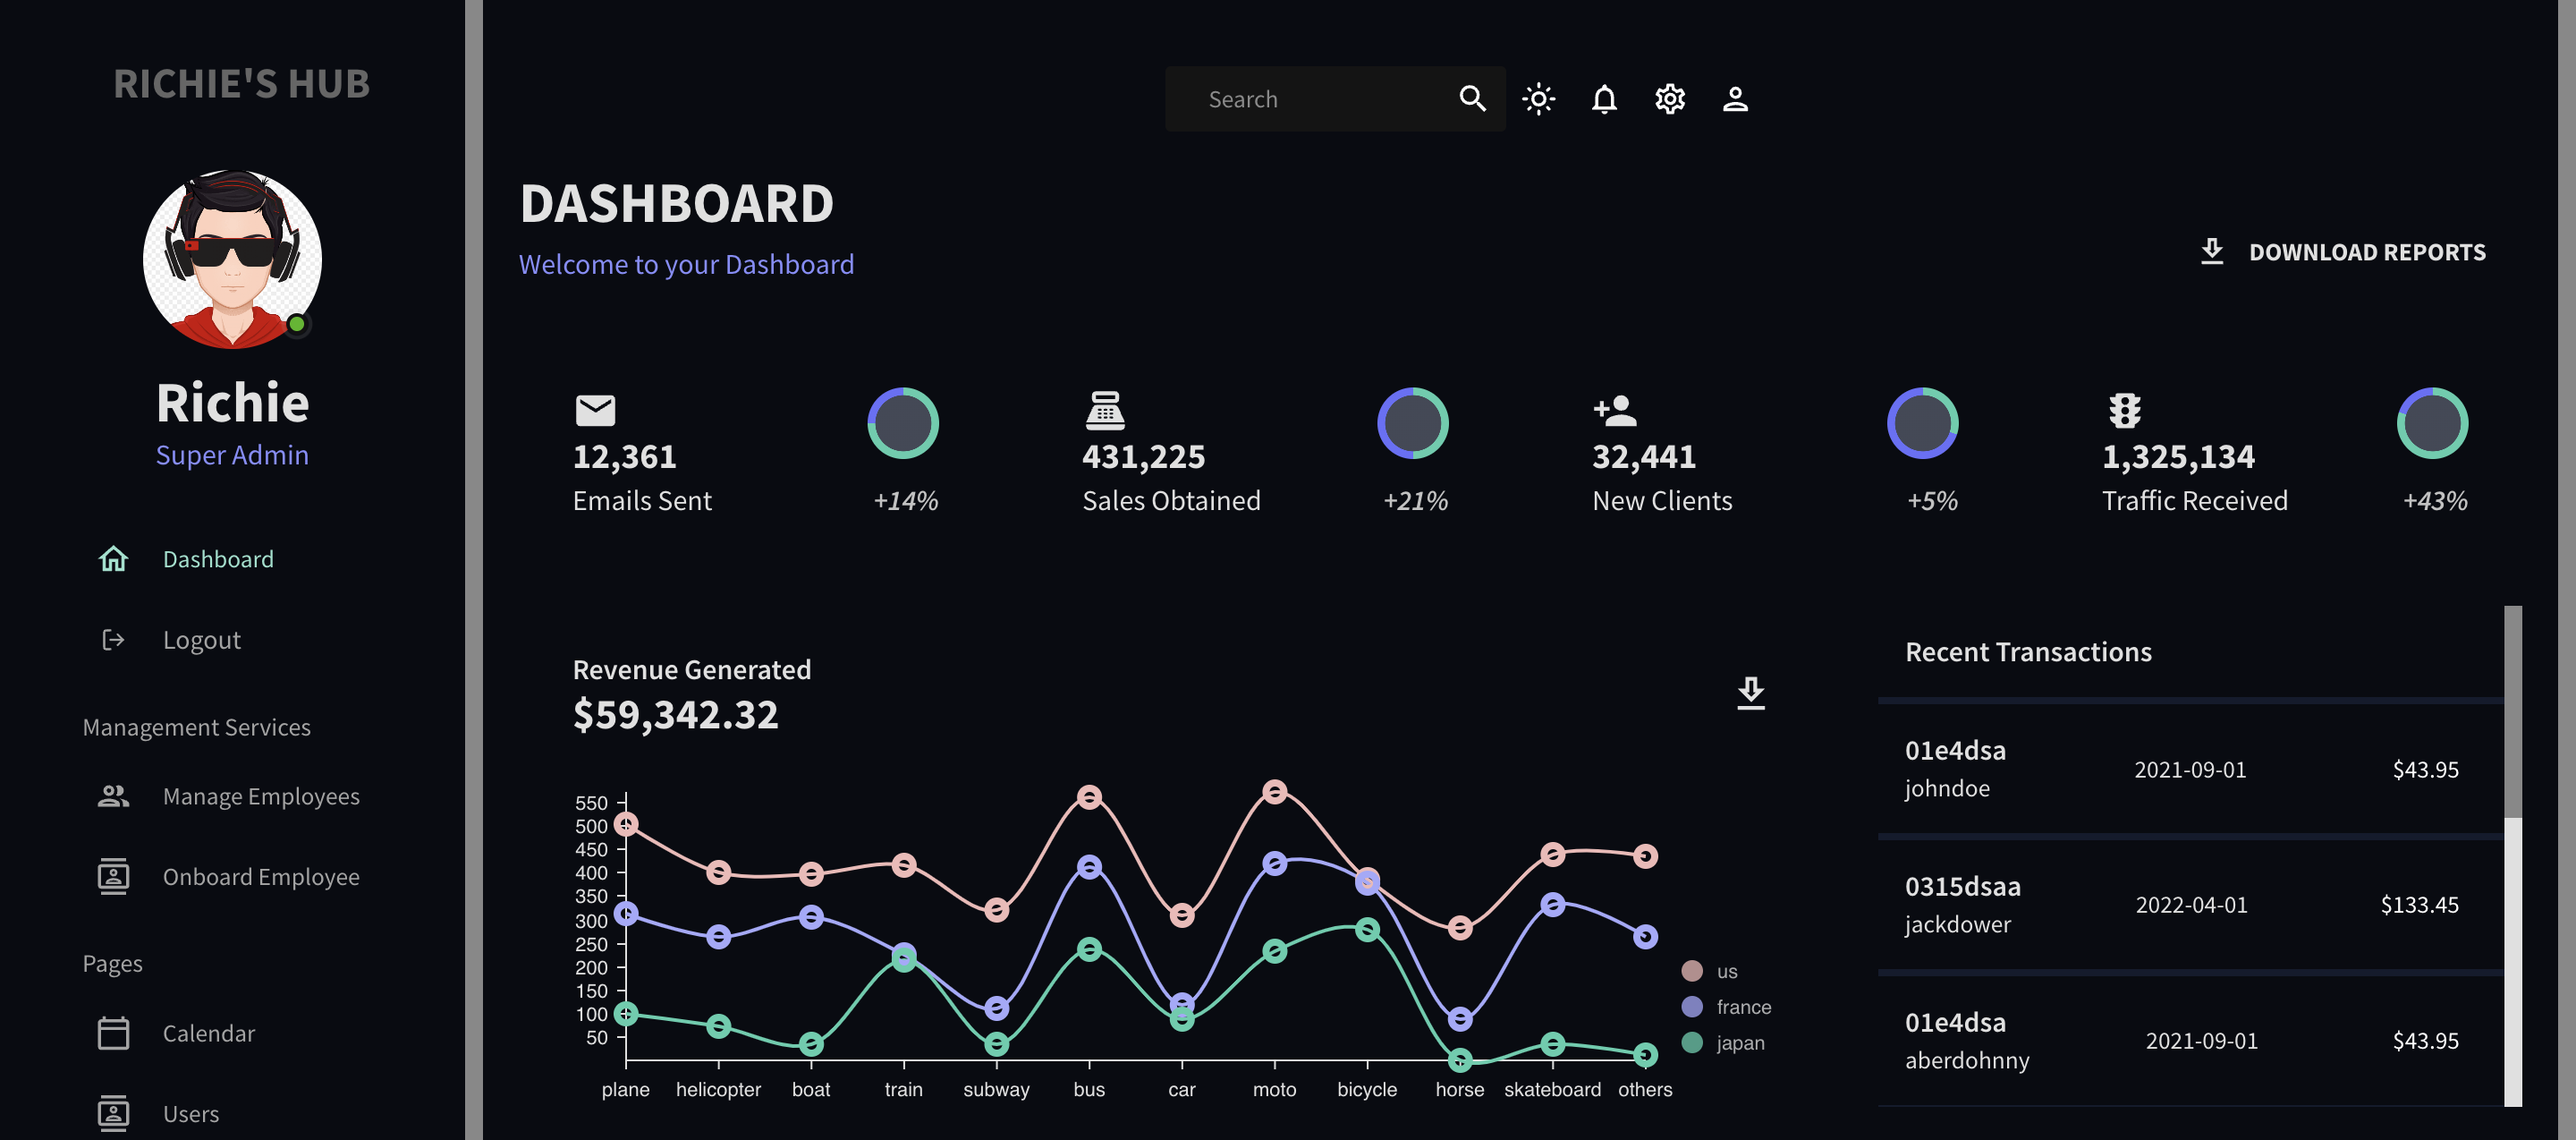 RICHIE'S HUB
Richie
Super Admin
Dashboard
Logout
Management Services
Manage Employees
Onboard Employee
Pages
Calendar
Users
Search
DASHBOARD
Welcome to your Dashboard
DOWNLOAD REPORTS
12,361
Emails Sent
+14%
431,225
Sales Obtained
+21%
32,441
New Clients
+5%
1,325,134
Traffic Received
+43%
Revenue Generated
$59,342.32
550
500
450
400
350
300
250
200
150
100
50
plane helicopter boat train subway bus car moto bicycle horse skateboard others
us
france
japan
Recent Transactions
01e4dsa
johndoe
2021-09-01
$43.95
0315dsaa
jackdower
2022-04-01
$133.45
01e4dsa
aberdohnny
2021-09-01
$43.95